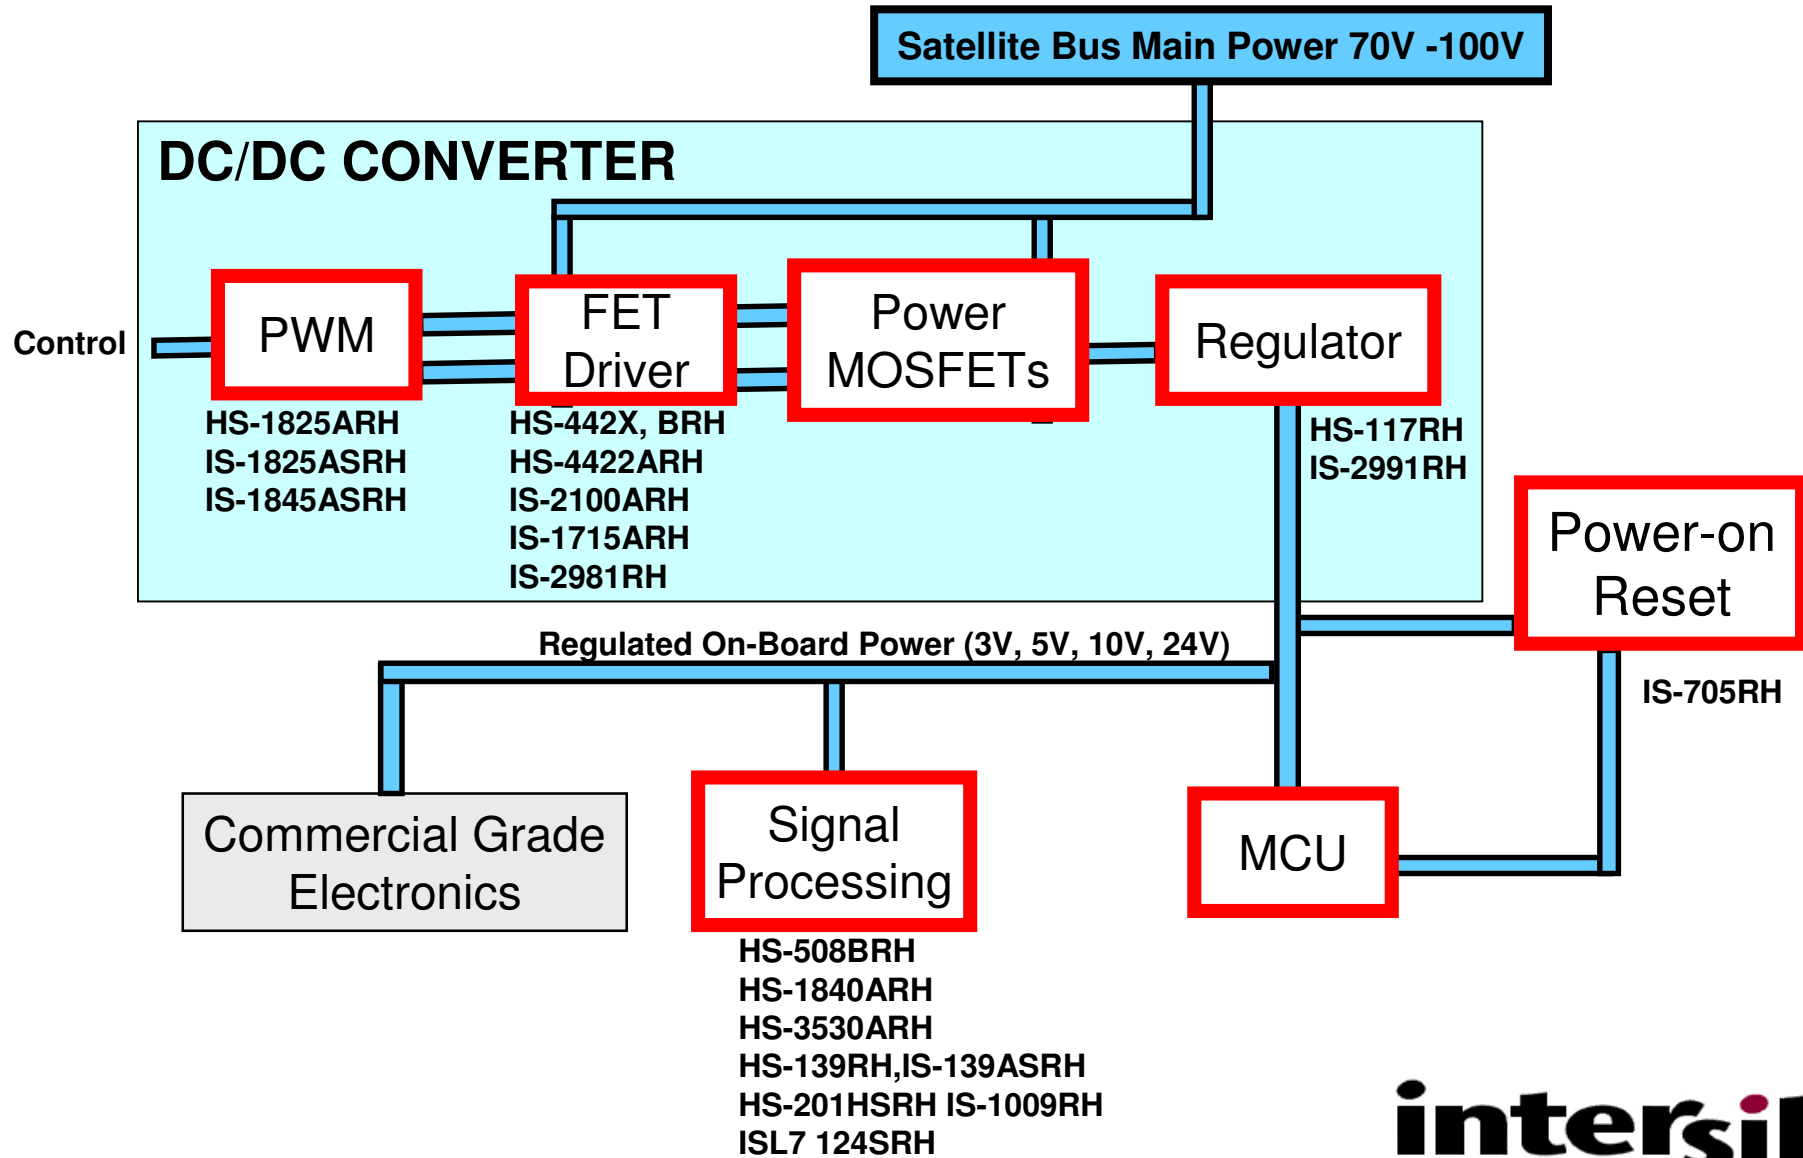 Satellite Bus Main Power 70V -100V
DC/DC CONVERTER
Control
PWM
FET
Driver
Power
MOSFETs
Regulator
HS-1825ARH
IS-1825ASRH
IS-1845ASRH
HS-442X, BRH
HS-4422ARH
IS-2100ARH
IS-1715ARH
IS-2981RH
HS-117RH
IS-2991RH
Power-on
Reset
IS-705RH
Regulated On-Board Power (3V, 5V, 10V, 24V)
Commercial Grade
Electronics
Signal
Processing
MCU
HS-508BRH
HS-1840ARH
HS-3530ARH
HS-139RH,IS-139ASRH
HS-201HSRH IS-1009RH
ISL7 124SRH
intersil